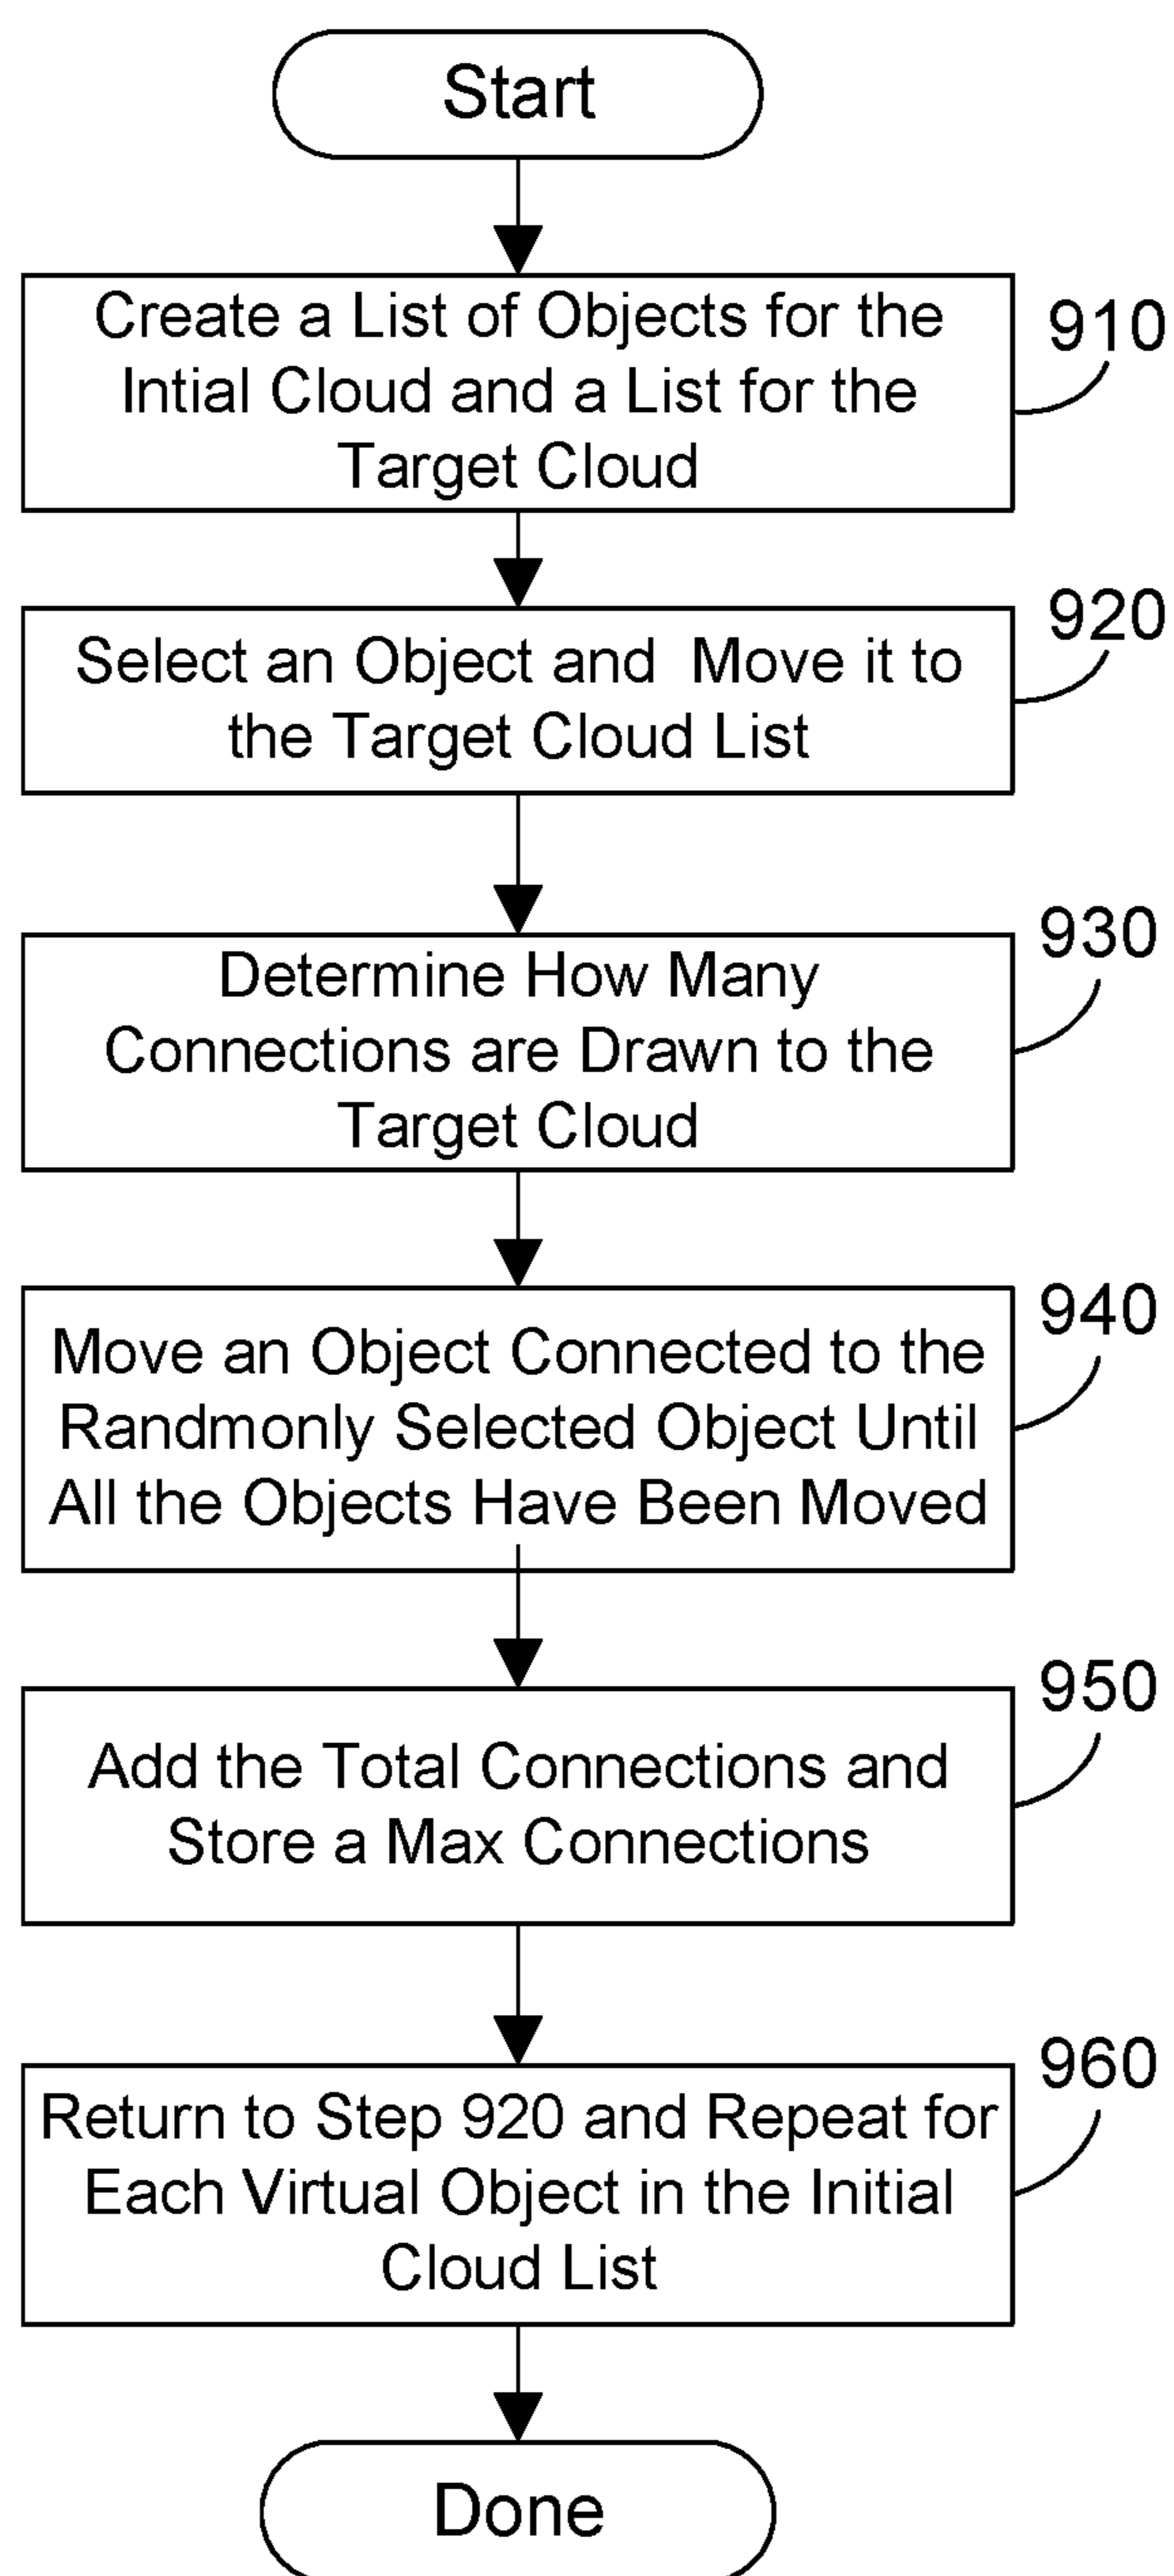 Start
Create a List of Objects for the
Intial Cloud and a List for the
Target Cloud
910
Select an Object and Move it to
the Target Cloud List
920
Determine How Many
Connections are Drawn to the
Target Cloud
930
Move an Object Connected to the
Randmonly Selected Object Until
All the Objects Have Been Moved
940
Add the Total Connections and
Store a Max Connections
950
Return to Step 920 and Repeat for
Each Virtual Object in the Initial
Cloud List
960
Done